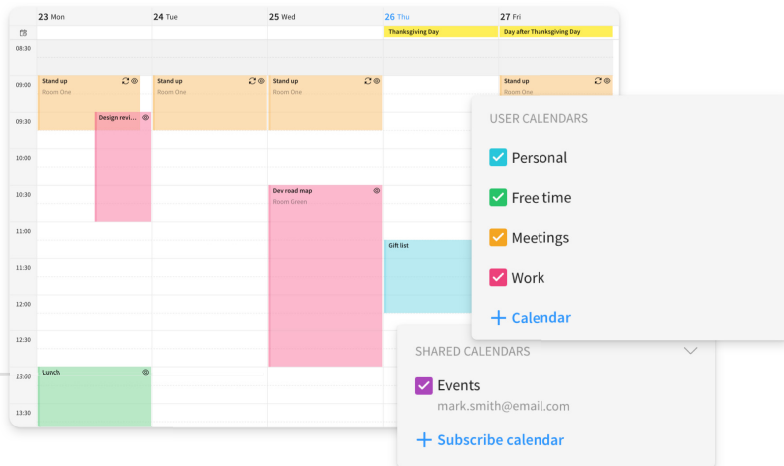 23 Mon
24 Tue
25 Wed
26 Thu
27 Fri
Thanksgiving Day
Day after Thanksgiving Day
08:30
09:00
Stand up
Room One
Stand up
Room One
Stand up
Room One
Stand up
Room One
09:30
Design revi...
10:00
10:30
Dev road map
Room Green
11:00
Gift list
11:30
12:00
12:30
13:00
Lunch
13:30
USER CALENDARS
Personal
Free time
Meetings
Work
+ Calendar
SHARED CALENDARS
Events
mark.smith@email.com
+ Subscribe calendar